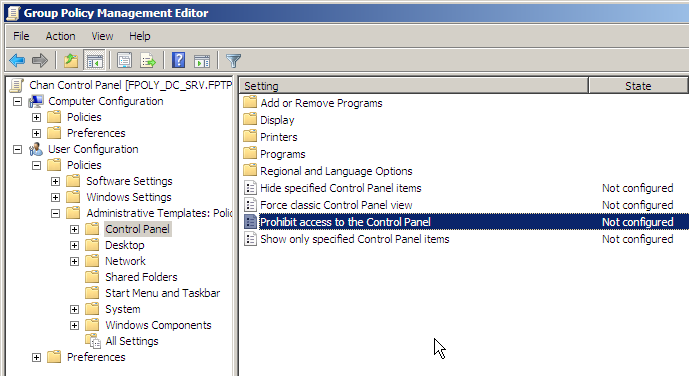 Group Policy Management Editor
File Action View Help
Chan Control Panel [FPOLY_DC_SRV.FPTP
Computer Configuration
Policies
Preferences
User Configuration
Policies
Software Settings
Windows Settings
Administrative Templates: Polic
Control Panel
Desktop
Network
Shared Folders
Start Menu and Taskbar
System
Windows Components
All Settings
Preferences
Setting State
Add or Remove Programs
Display
Printers
Programs
Regional and Language Options
Hide specified Control Panel items Not configured
Force classic Control Panel view Not configured
Prohibit access to the Control Panel Not configured
Show only specified Control Panel items Not configured